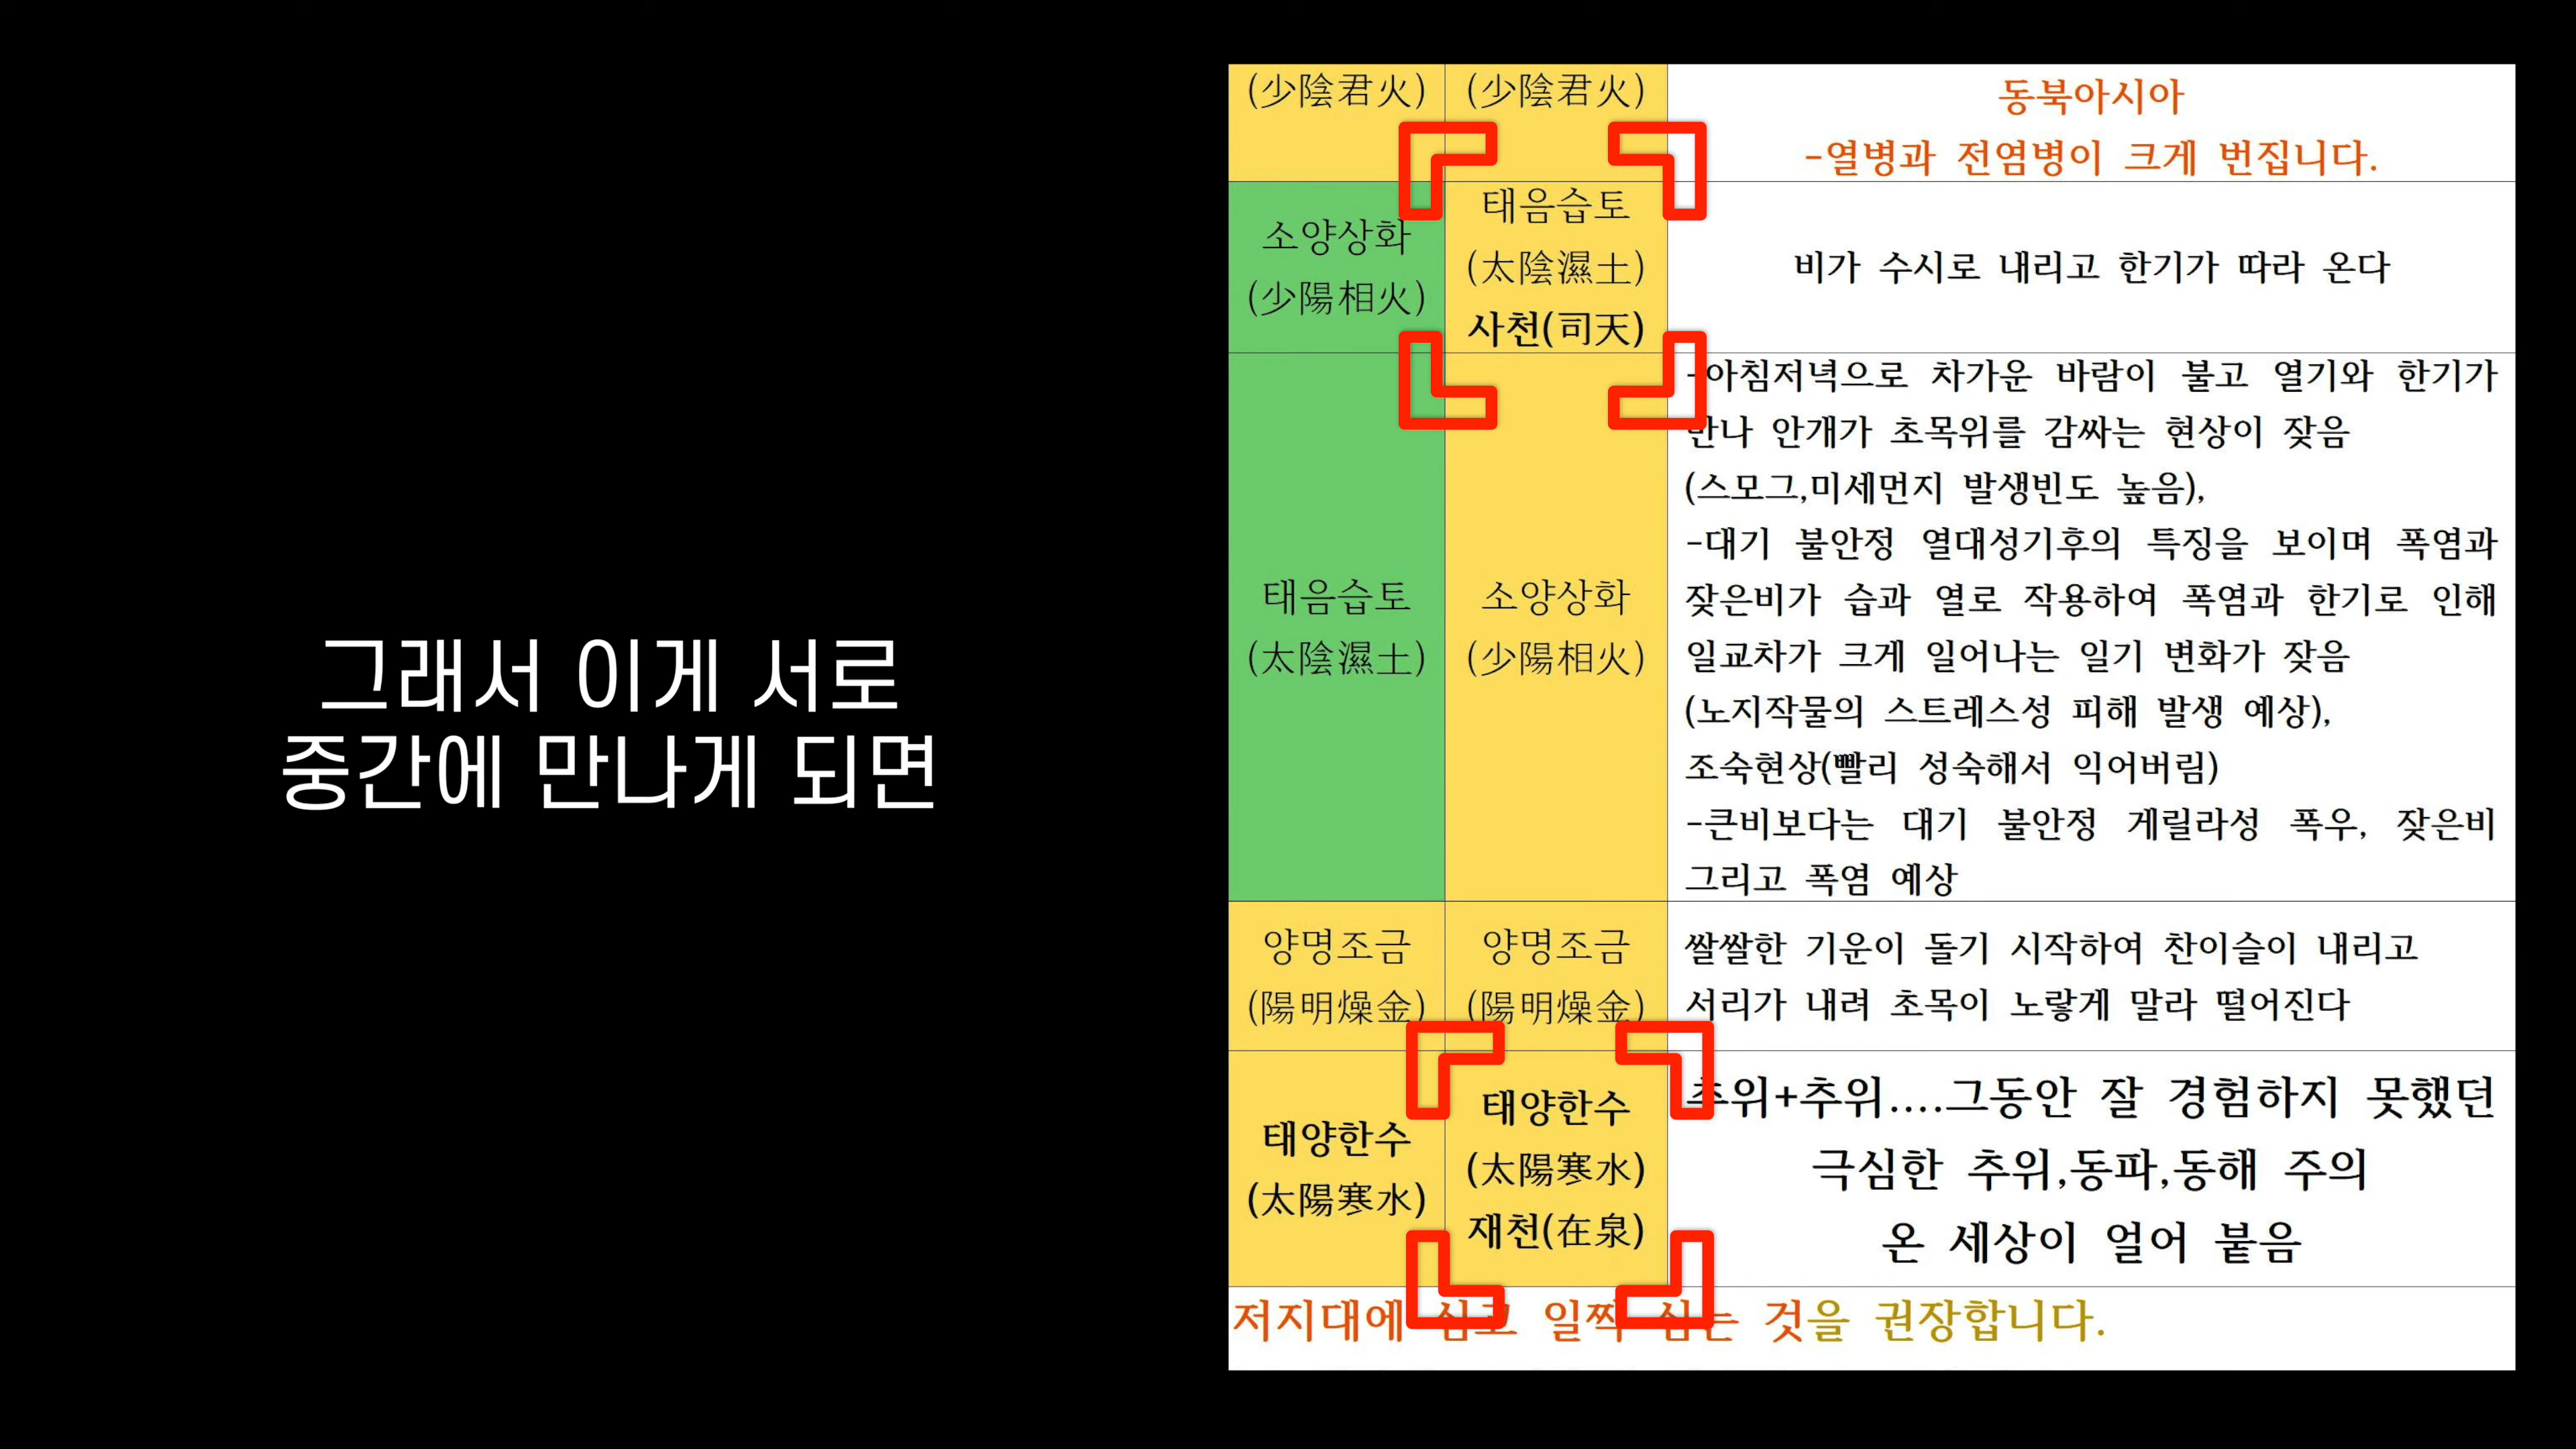 그래서 이게 서로
중간에 만나게 되면
(少陰君火)
(少陰君火)
동북아시아
-열병과 전염병이 크게 번집니다.
소양상화
(少陽相火)
태음습토
(太陰濕土)
사천(司天)
비가 수시로 내리고 한기가 따라 온다
태음습토
(太陰濕土)
소양상화
(少陽相火)
-아침저녁으로 차가운 바람이 불고 열기와 한기가
만나 안개가 초목위를 감싸는 현상이 잦음
(스모그,미세먼지 발생빈도 높음),
-대기 불안정 열대성기후의 특징을 보이며 폭염과
잦은비가 습과 열로 작용하여 폭염과 한기로 인해
일교차가 크게 일어나는 일기 변화가 잦음
(노지작물의 스트레스성 피해 발생 예상),
조숙현상(빨리 성숙해서 익어버림)
-큰비보다는 대기 불안정 게릴라성 폭우, 잦은비
그리고 폭염 예상
양명조금
(陽明燥金)
양명조금
(陽明燥金)
쌀쌀한 기운이 돌기 시작하여 찬이슬이 내리고
서리가 내려 초목이 노랗게 말라 떨어진다
태양한수
(太陽寒水)
태양한수
(太陽寒水)
재천(在泉)
추위+추위....그동안 잘 경험하지 못했던
극심한 추위,동파,동해 주의
온 세상이 얼어 붙음
저지대에 심고 일찍 심는 것을 권장합니다.